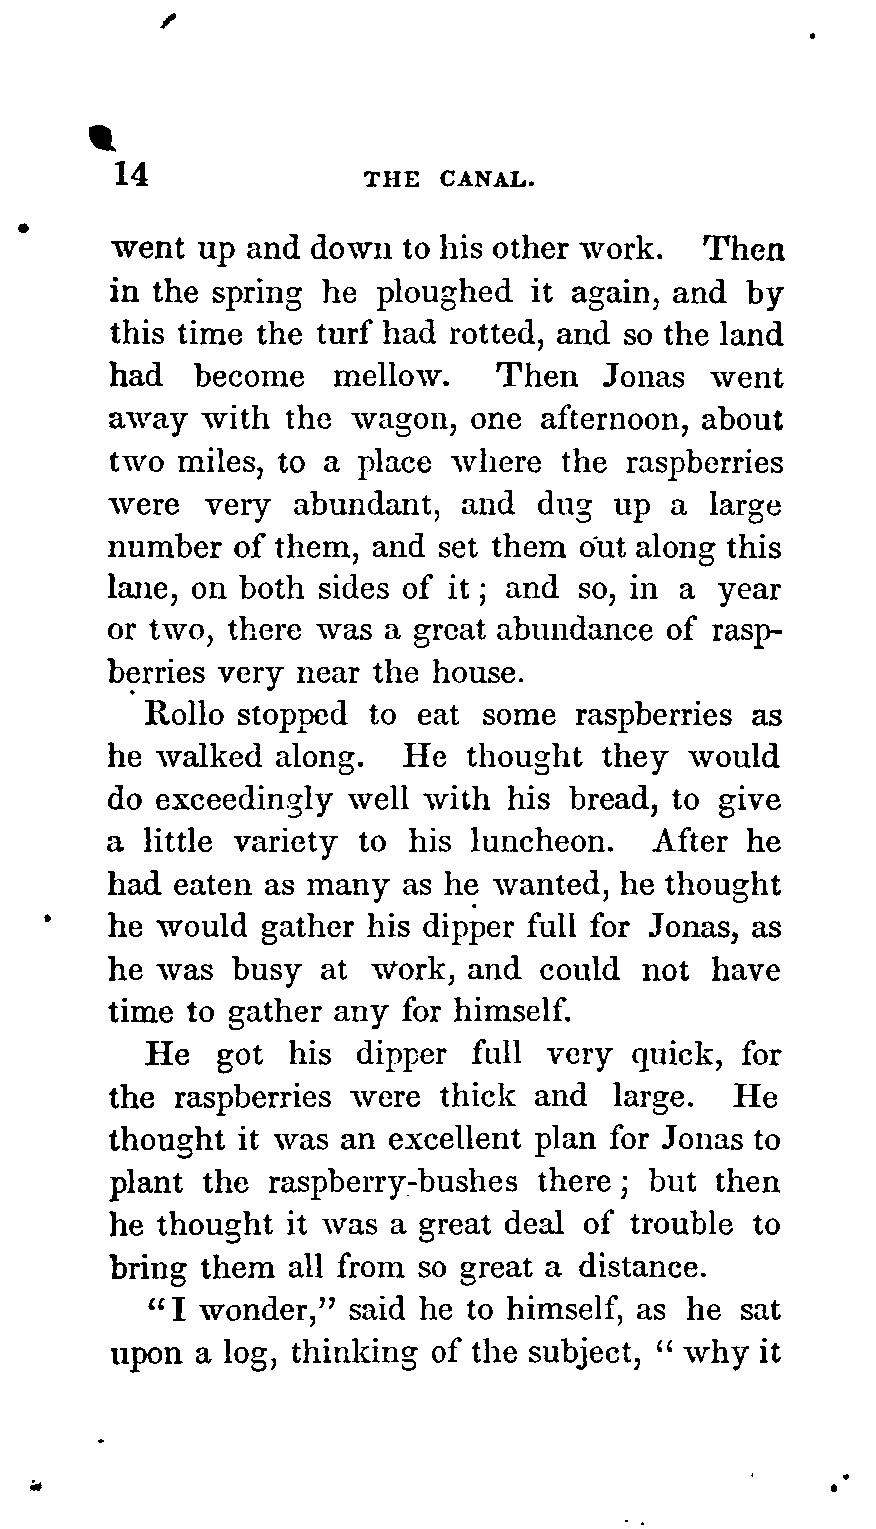 14 THE CANAL.
went up and down to his other work. Then
in the spring he ploughed it again, and by
this time the turf had rotted, and so the land
had become mellow. Then Jonas went
away with the wagon, one afternoon, about
two miles, to a place where the raspberries
were very abundant, and dug up a large
number of them, and set them out along this
lane, on both sides of it ; and so, in a year
or two, there was a great abundance of rasp-
berries very near the house.
Rollo stopped to eat some raspberries as
he walked along. He thought they would
do exceedingly well with his bread, to give
a little variety to his luncheon. After he
had eaten as many as he wanted, he thought
he would gather his dipper full for Jonas, as
he was busy at work, and could not have
time to gather any for himself.
He got his dipper full very quick, for
the raspberries were thick and large. He
thought it was an excellent plan for Jonas to
plant the raspberry-bushes there ; but then
he thought it was a great deal of trouble to
bring them all from so great a distance.
“I wonder,” said he to himself, as he sat
upon a log, thinking of the subject, “ why it